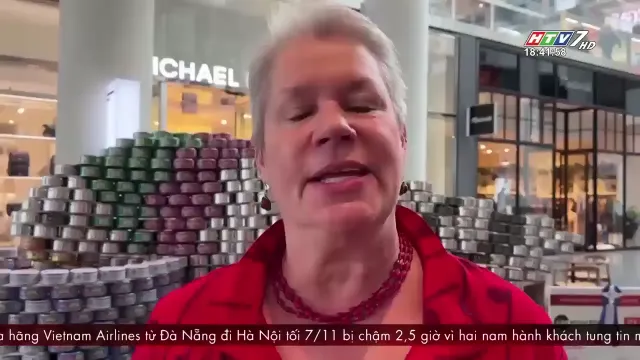 HTV7 HD
18:41:58
MICHAEL
hãng Vietnam Airlines từ Đà Nẵng đi Hà Nội tối 7/11 bị chậm 2,5 giờ vì hai nam hành khách tung tin